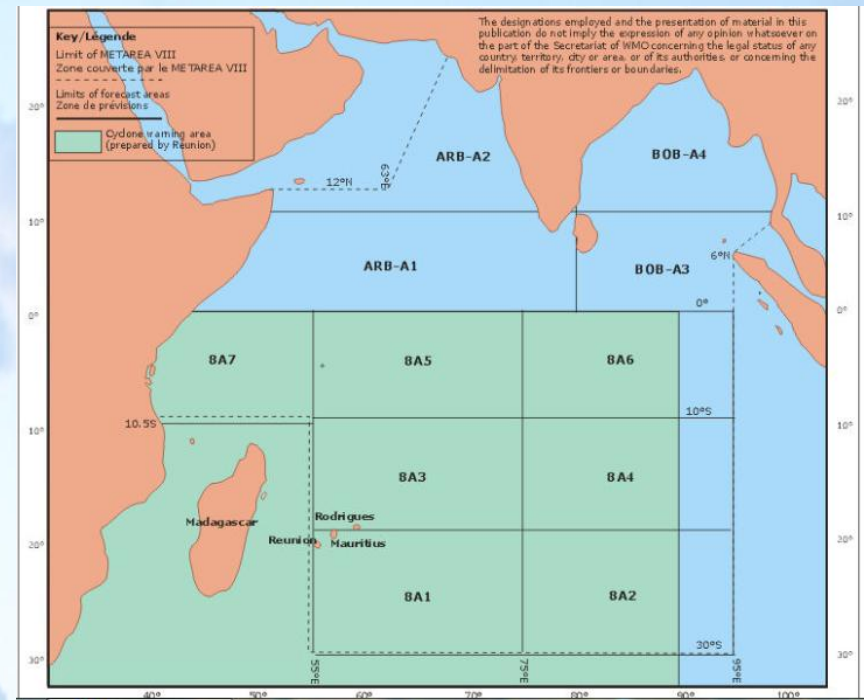 Key/Légende
Limit of METAREA VIII
Zone couverte par le METAREA VIII
Limits of forecast areas
Zone de prévisions
Cyclone warning area
(prepared by Reunion)
The designations employed and the presentation of material in this
publication do not imply the expression of any opinion whatsoever on
the part of the Secretariat of WMO concerning the legal status of any
country, territory, city or area, or of its authorities, or concerning the
delimitation of its frontiers or boundaries.
20°
20°
ARB-A2
BOB-A4
12°N
63°E
10°
10°
ARB-A1
BOB-A3
6°N
0°
0°
0°
8A7
8A5
8A6
10°S
10.5S
10°
10°
8A3
8A4
Madagascar
Rodrigues
Reunion
Mauritius
20°
20°
8A1
8A2
30°S
30°
30°
55°E
75°E
95°E
40°
50°
60°
70°
80°
90°
100°